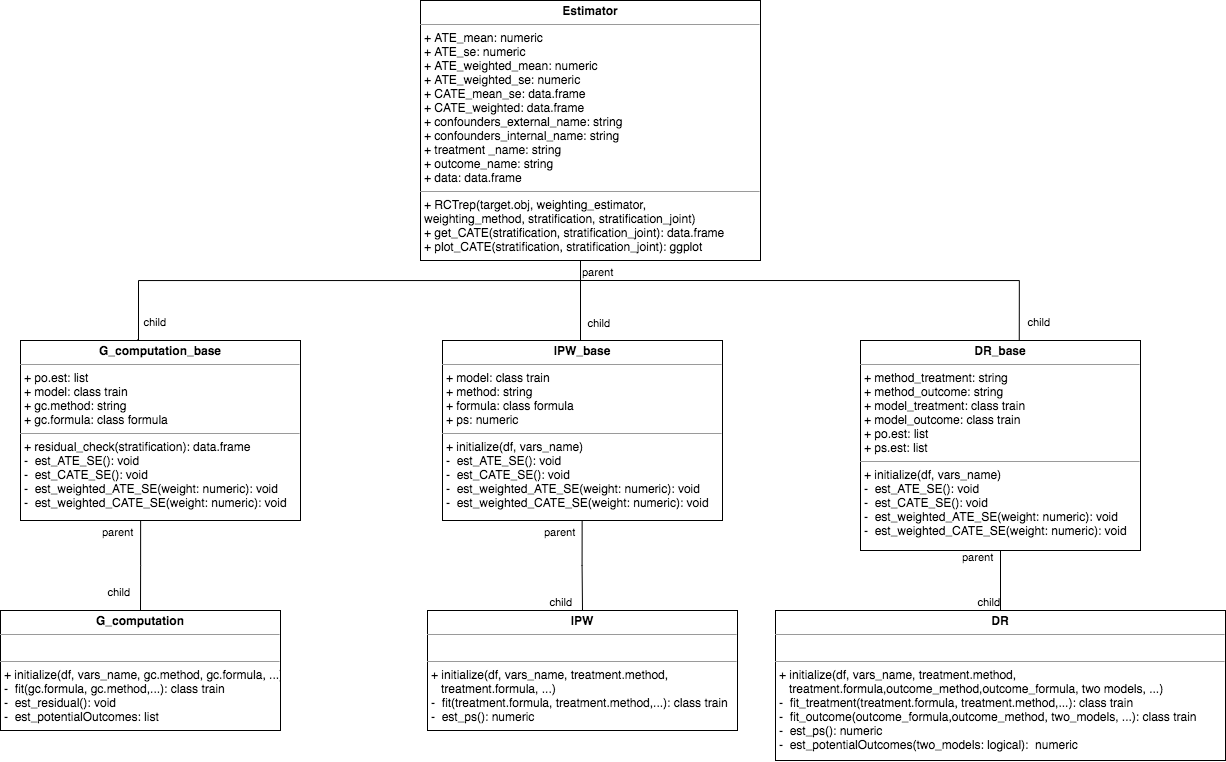 Estimator
+ ATE_mean: numeric
+ ATE_se: numeric
+ ATE_weighted_mean: numeric
+ ATE_weighted_se: numeric
+ CATE_mean_se: data.frame
+ CATE_weighted: data.frame
+ confounders_external_name: string
+ confounders_internal_name: string
+ treatment _name: string
+ outcome_name: string
+ data: data.frame
+ RCTrep(target.obj, weighting_estimator,
weighting_method, stratification, stratification_joint)
+ get_CATE(stratification, stratification_joint): data.frame
+ plot_CATE(stratification, stratification_joint): ggplot
parent
child
child
child
G_computation_base
+ po.est: list
+ model: class train
+ gc.method: string
+ gc.formula: class formula
+ residual_check(stratification): data.frame
- est_ATE_SE(): void
- est_CATE_SE(): void
- est_weighted_ATE_SE(weight: numeric): void
- est_weighted_CATE_SE(weight: numeric): void
IPW_base
+ model: class train
+ method: string
+ formula: class formula
+ ps: numeric
+ initialize(df, vars_name)
- est_ATE_SE(): void
- est_CATE_SE(): void
- est_weighted_ATE_SE(weight: numeric): void
- est_weighted_CATE_SE(weight: numeric): void
DR_base
+ method_treatment: string
+ method_outcome: string
+ model_treatment: class train
+ model_outcome: class train
+ po.est: list
+ ps.est: list
+ initialize(df, vars_name)
- est_ATE_SE(): void
- est_CATE_SE(): void
- est_weighted_ATE_SE(weight: numeric): void
- est_weighted_CATE_SE(weight: numeric): void
parent
child
parent
child
parent
child
G_computation
+ initialize(df, vars_name, gc.method, gc.formula, ...
- fit(gc.formula, gc.method,...): class train
- est_residual(): void
- est_potentialOutcomes: list
IPW
+ initialize(df, vars_name, treatment.method,
treatment.formula, ...)
- fit(treatment.formula, treatment.method,...): class train
- est_ps(): numeric
DR
+ initialize(df, vars_name, treatment.method,
treatment.formula,outcome_method,outcome_formula, two models, ...)
- fit_treatment(treatment.formula, treatment.method,...): class train
- fit_outcome(outcome_formula,outcome_method, two_models, ...): class train
- est_ps(): numeric
- est_potentialOutcomes(two_models: logical): numeric